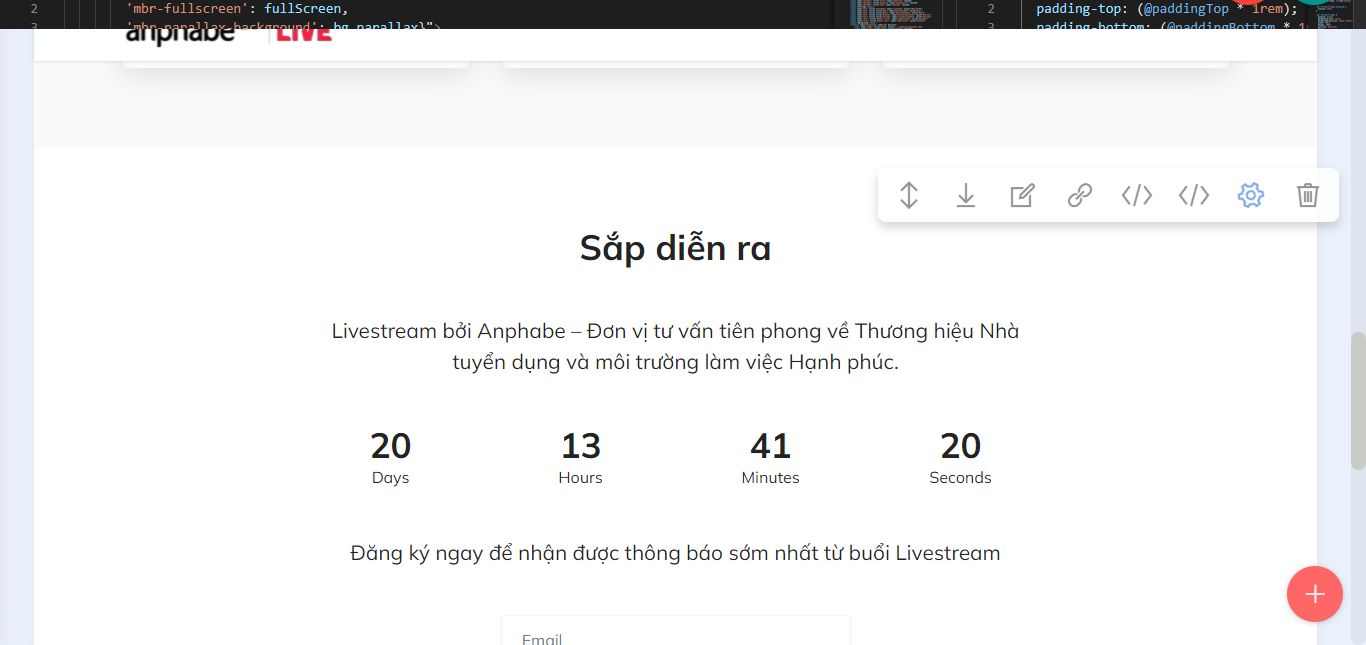 2 'mbr-fullscreen': fullScreen,
2 padding-top: (@paddingTop * 1rem);
3 'mbr-parallax-background': bg.parallax}">
3 padding-bottom: (@paddingBottom * 1
anphabe LIVE
Sắp diễn ra
Livestream bởi Anphabe – Đơn vị tư vấn tiên phong về Thương hiệu Nhà
tuyển dụng và môi trường làm việc Hạnh phúc.
20 13 41 20
Days Hours Minutes Seconds
Đăng ký ngay để nhận được thông báo sớm nhất từ buổi Livestream
Email